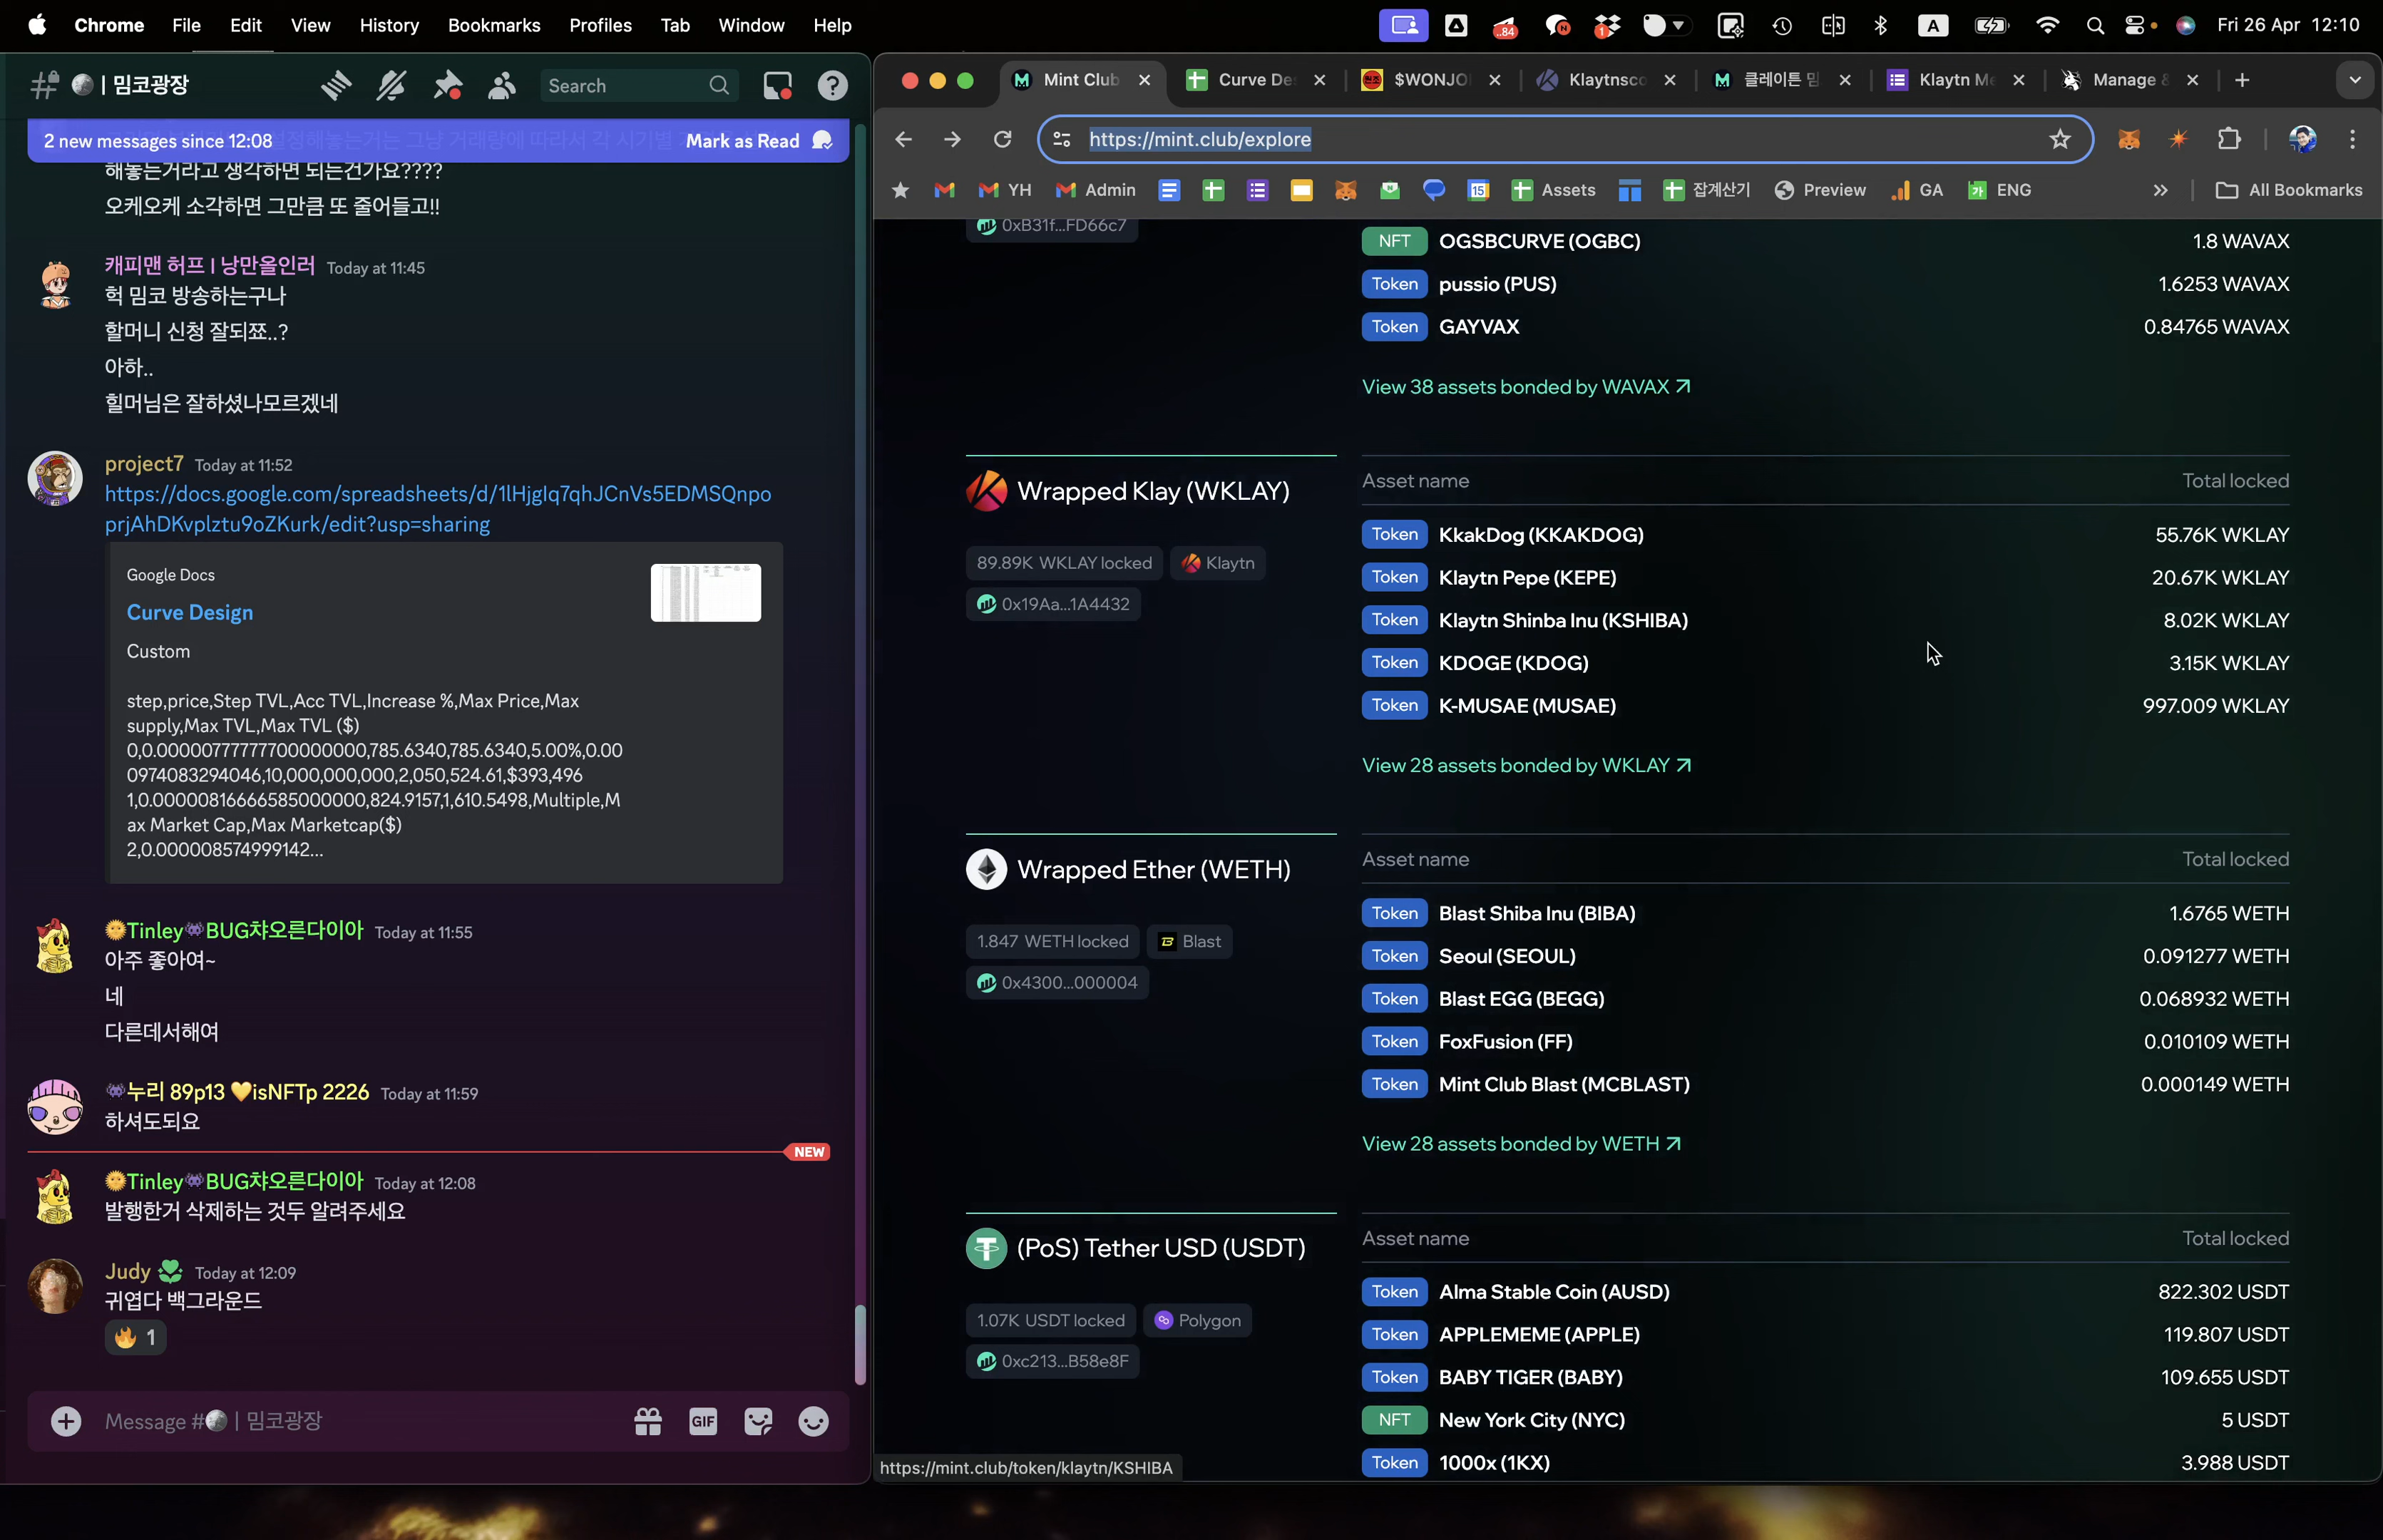 Chrome File Edit View History Bookmarks Profiles Tab Window Help
..84 N 1 A Fri 26 Apr 12:10
밈코광장
Search
2 new messages since 12:08
Mark as Read
해놓는거라고 생각하면 되는건가요????
오케오케 소각하면 그만큼 또 줄어들고!!
캐피맨 허프 I 낭만올인러 Today at 11:45
헉 밈코 방송하는구나
할머니 신청 잘되쬬..?
아하..
힐머님은 잘하셨나모르겠네
project7 Today at 11:52
https://docs.google.com/spreadsheets/d/1lHjglq7qhJCnVs5EDMSQnpo
prjAhDKvplztu9oZKurk/edit?usp=sharing
Google Docs
Curve Design
Custom
step,price,Step TVL,Acc TVL,Increase %,Max Price,Max
supply,Max TVL,Max TVL ($)
0,0.00000777777700000000,785.6340,785.6340,5.00%,0.00
0974083294046,10,000,000,000,2,050,524.61,$393,496
1,0.00000816666585000000,824.9157,1,610.5498,Multiple,M
ax Market Cap,Max Marketcap($)
2,0.000008574999142...
Tinley BUG챠오른다이아 Today at 11:55
아주 좋아여~
네
다른데서해여
누리 89p13 💛isNFTp 2226 Today at 11:59
하셔도되요
NEW
Tinley BUG챠오른다이아 Today at 12:08
발행한거 삭제하는 것두 알려주세요
Judy Today at 12:09
귀엽다 백그라운드
🔥 1
Message # | 밈코광장
GIF
Mint Club
Curve De
$WONJO
Klaytnsco
클레이튼 밈
Klaytn Me
Manage &
https://mint.club/explore
YH Admin 15 Assets 잡계산기 Preview GA ENG All Bookmarks
0xB31f...FD66c7
NFT OGSBCURVE (OGBC) 1.8 WAVAX
Token pussio (PUS) 1.6253 WAVAX
Token GAYVAX 0.84765 WAVAX
View 38 assets bonded by WAVAX
Wrapped Klay (WKLAY)
89.89K WKLAY locked Klaytn
0x19Aa...1A4432
Asset name Total locked
Token KkakDog (KKAKDOG) 55.76K WKLAY
Token Klaytn Pepe (KEPE) 20.67K WKLAY
Token Klaytn Shinba Inu (KSHIBA) 8.02K WKLAY
Token KDOGE (KDOG) 3.15K WKLAY
Token K-MUSAE (MUSAE) 997.009 WKLAY
View 28 assets bonded by WKLAY
Wrapped Ether (WETH)
1.847 WETH locked Blast
0x4300...000004
Asset name Total locked
Token Blast Shiba Inu (BIBA) 1.6765 WETH
Token Seoul (SEOUL) 0.091277 WETH
Token Blast EGG (BEGG) 0.068932 WETH
Token FoxFusion (FF) 0.010109 WETH
Token Mint Club Blast (MCBLAST) 0.000149 WETH
View 28 assets bonded by WETH
(PoS) Tether USD (USDT)
1.07K USDT locked Polygon
0xc213...B58e8F
Asset name Total locked
Token Alma Stable Coin (AUSD) 822.302 USDT
Token APPLEMEME (APPLE) 119.807 USDT
Token BABY TIGER (BABY) 109.655 USDT
NFT New York City (NYC) 5 USDT
Token 1000x (1KX) 3.988 USDT
https://mint.club/token/klaytn/KSHIBA